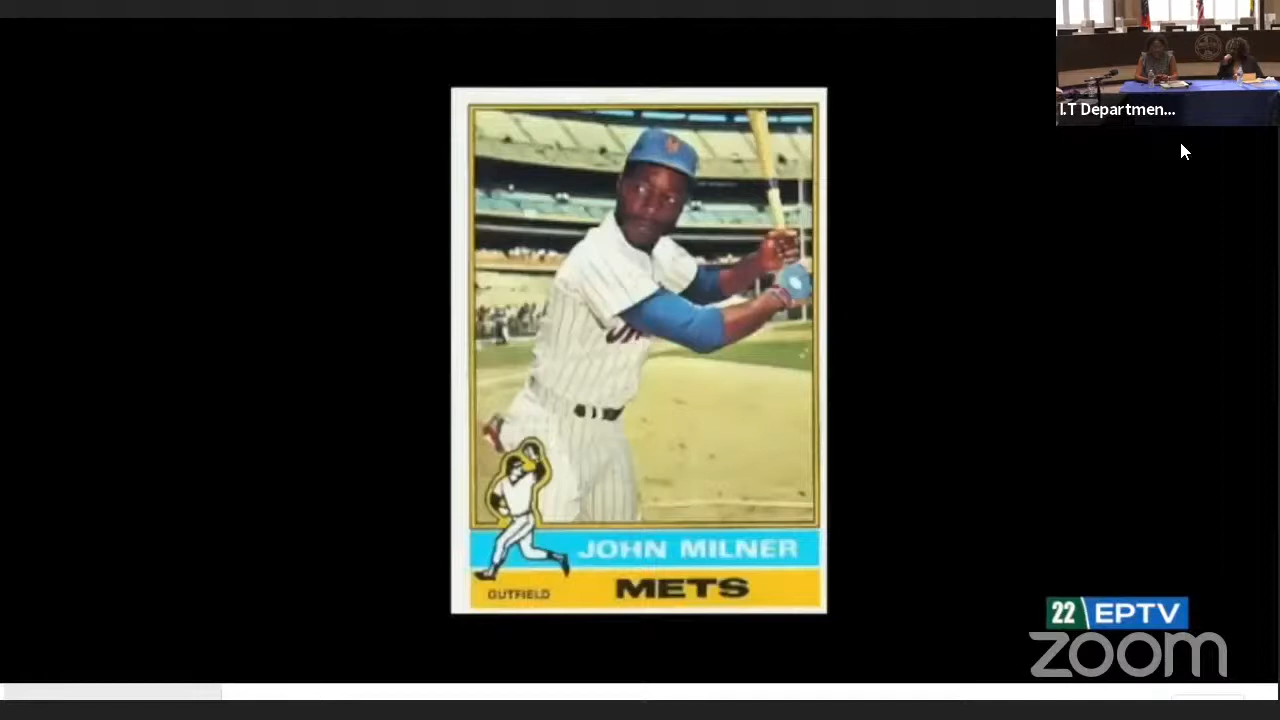 I.T Departmen...
JOHN MILNER
METS
OUTFIELD
22 EPTV
zoom